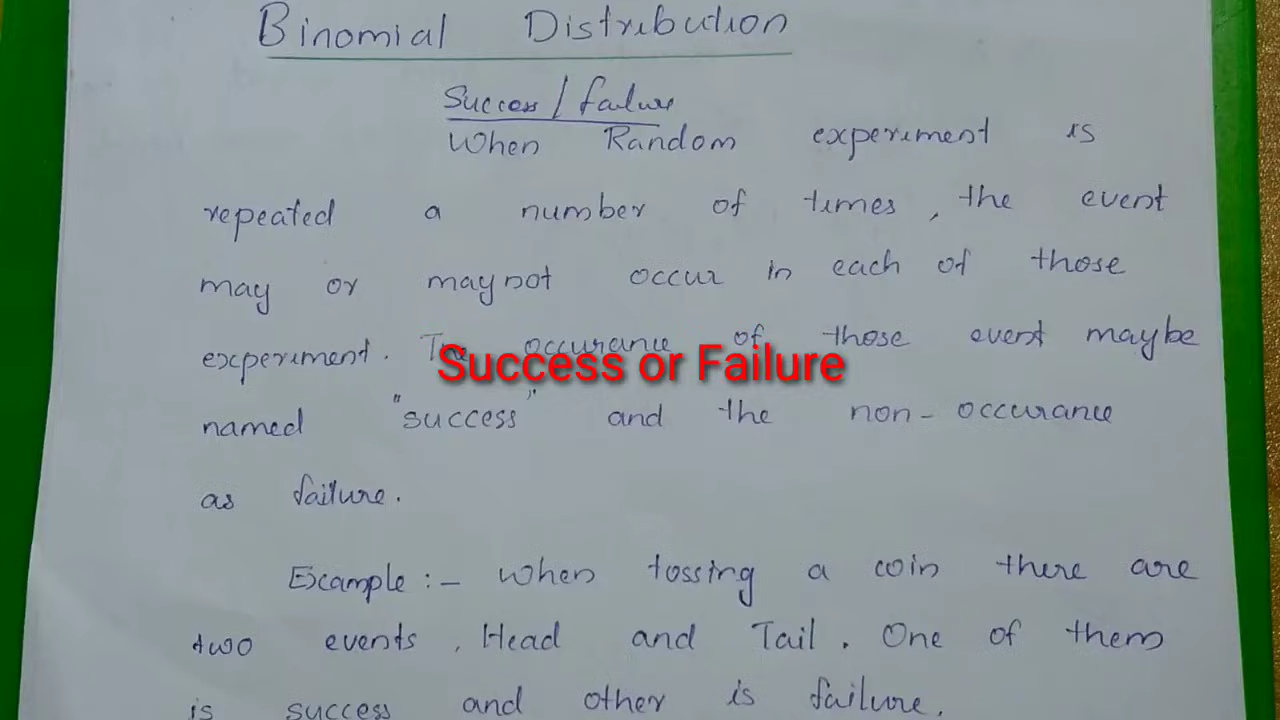 Binomial Distribution
Success / failure
When Random experiment is
repeated a number of times, the event
may or maynot occur in each of those
experiment. The occurance of those event maybe
Success or Failure
named "success" and the non-occurance
as failure.
Example :- When tossing a coin there are
two events, Head and Tail. One of them
is success and other is failure.